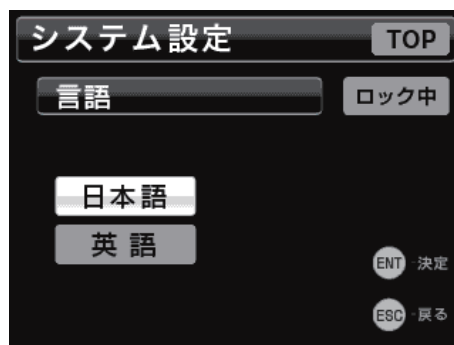 システム設定 TOP
言語 ロック中
日本語
英語
ENT -決定
ESC -戻る